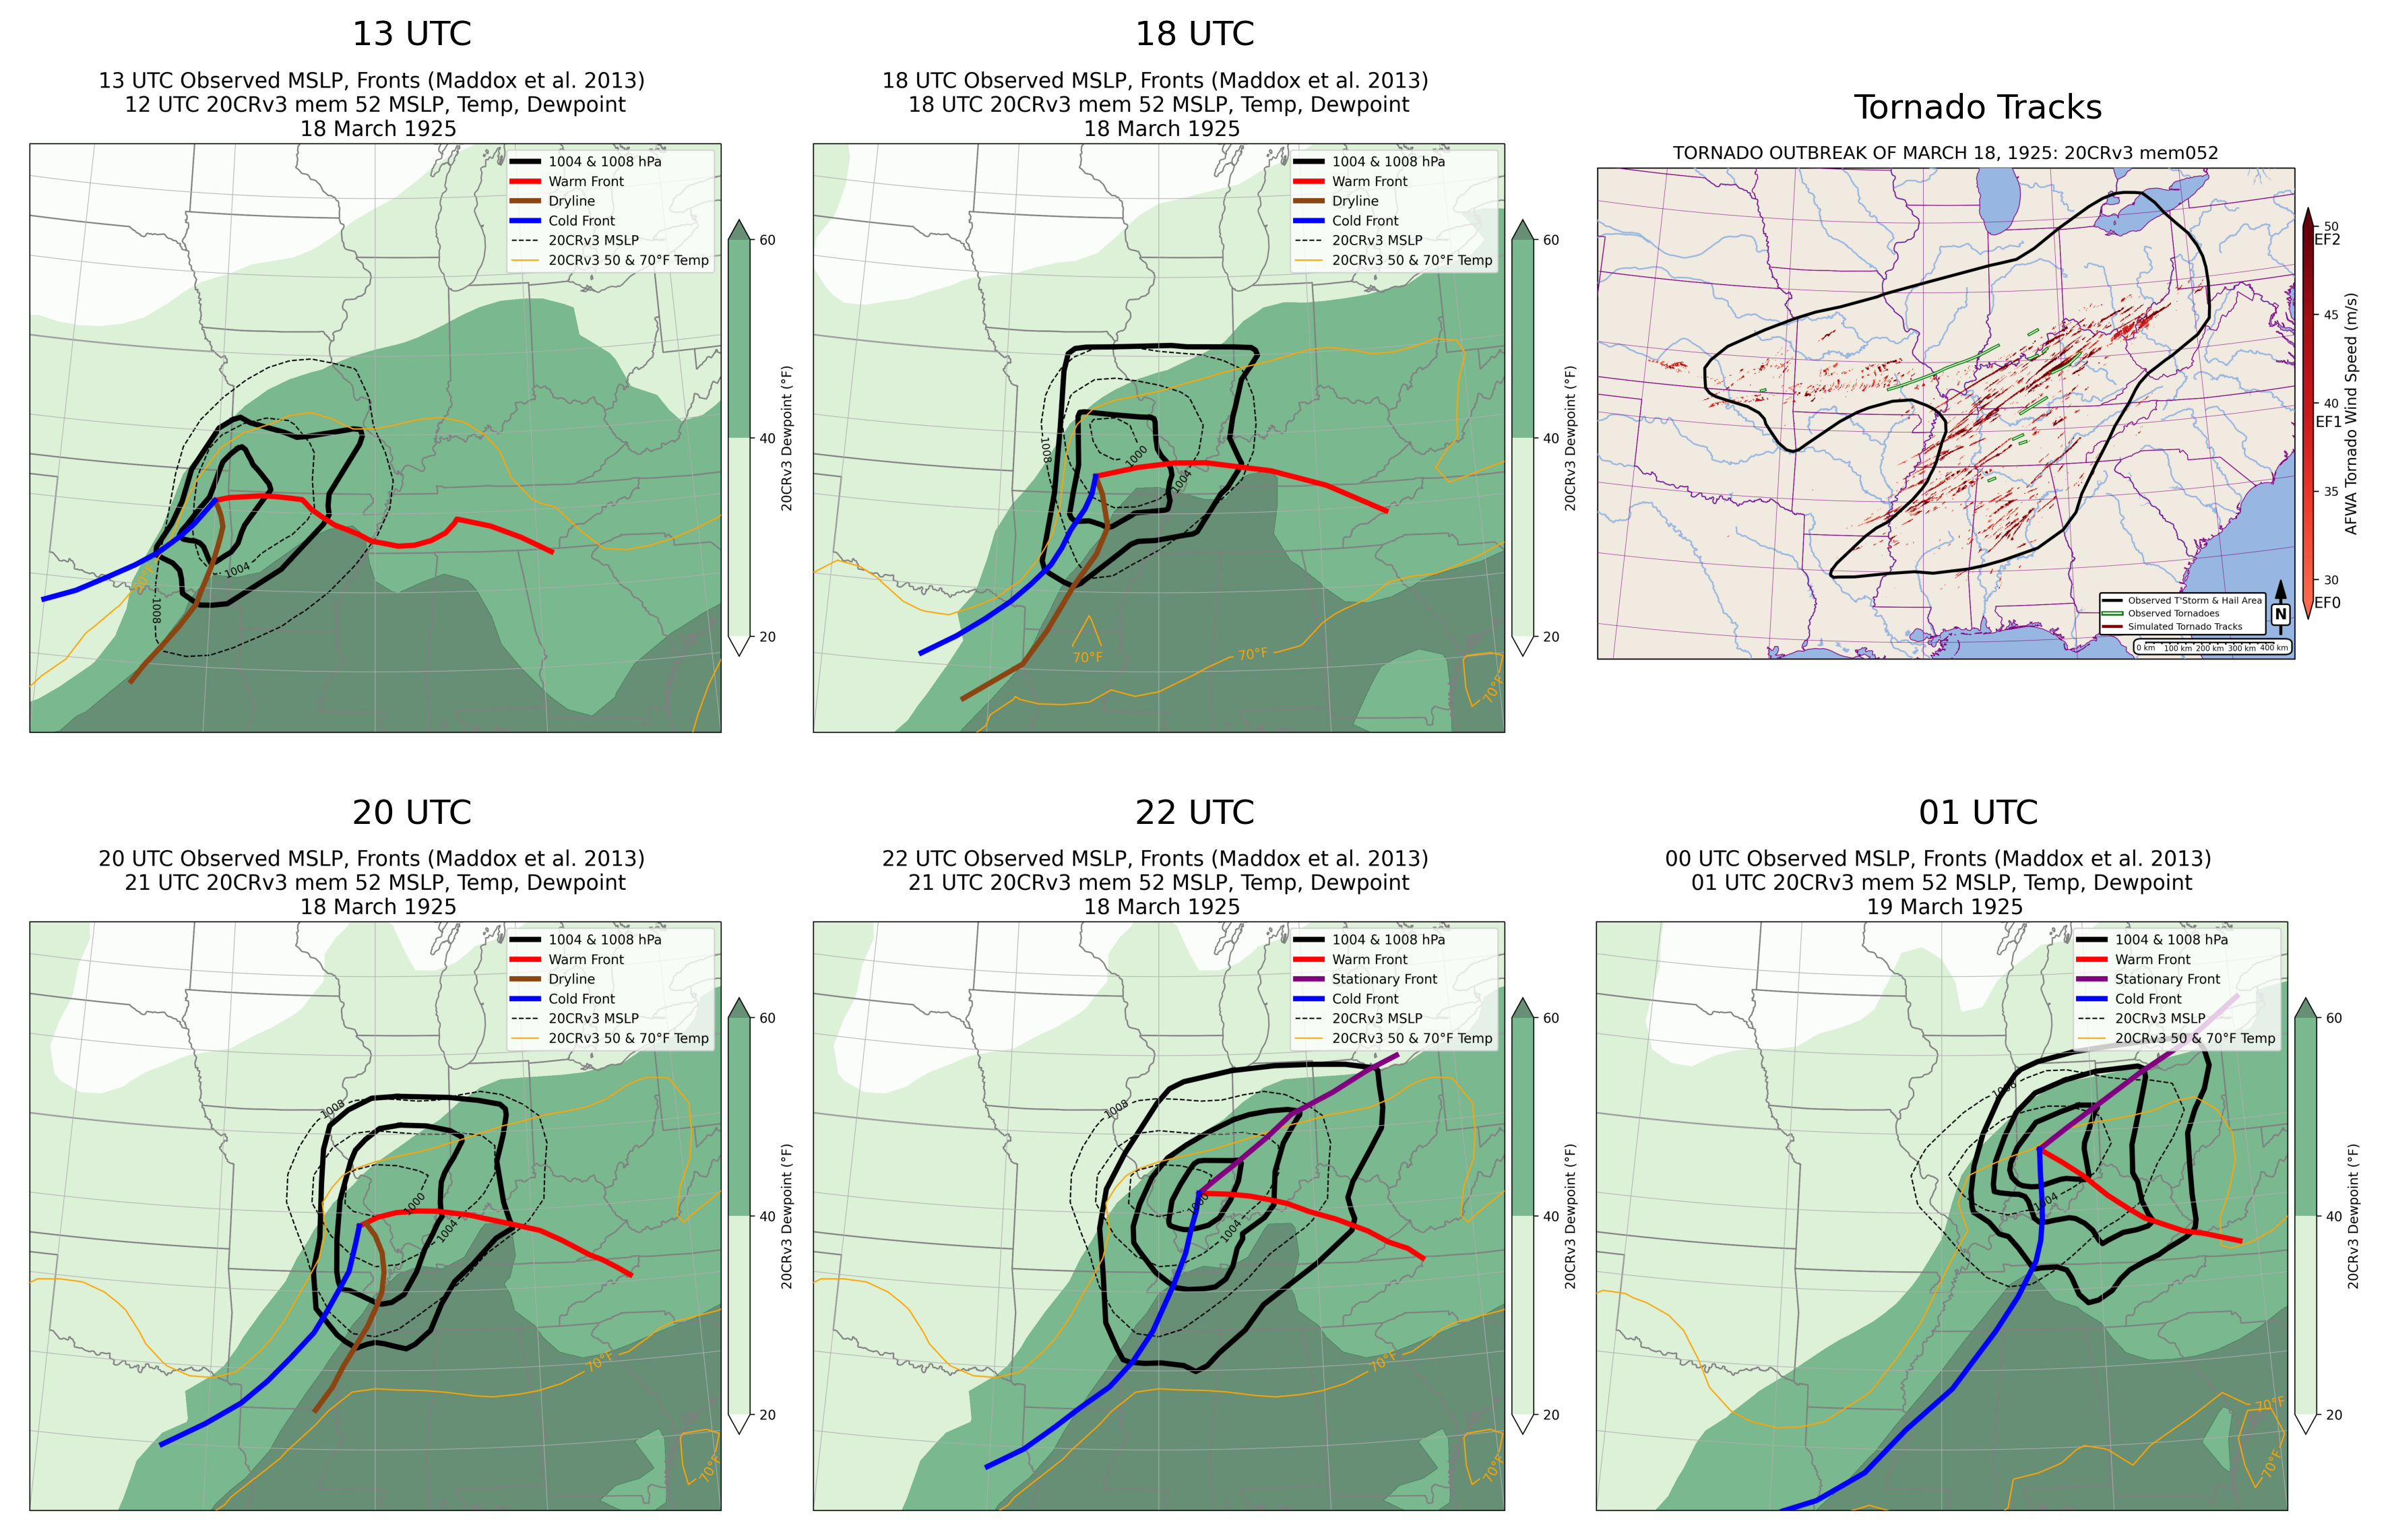 13 UTC
13 UTC Observed MSLP, Fronts (Maddox et al. 2013)
12 UTC 20CRv3 mem 52 MSLP, Temp, Dewpoint
18 March 1925
1004 & 1008 hPa
Warm Front
Dryline
Cold Front
20CRv3 MSLP
20CRv3 50 & 70°F Temp
1004
1008
60
40
20
20CRv3 Dewpoint (°F)
18 UTC
18 UTC Observed MSLP, Fronts (Maddox et al. 2013)
18 UTC 20CRv3 mem 52 MSLP, Temp, Dewpoint
18 March 1925
1004 & 1008 hPa
Warm Front
Dryline
Cold Front
20CRv3 MSLP
20CRv3 50 & 70°F Temp
1008
1000
1004
70°F
70°F
70°F
60
40
20
20CRv3 Dewpoint (°F)
Tornado Tracks
TORNADO OUTBREAK OF MARCH 18, 1925: 20CRv3 mem052
Observed T'Storm & Hail Area
Observed Tornadoes
Simulated Tornado Tracks
N
0 km 100 km 200 km 300 km 400 km
50
EF2
45
40
EF1
35
30
EF0
AFWA Tornado Wind Speed (m/s)
20 UTC
20 UTC Observed MSLP, Fronts (Maddox et al. 2013)
21 UTC 20CRv3 mem 52 MSLP, Temp, Dewpoint
18 March 1925
1004 & 1008 hPa
Warm Front
Dryline
Cold Front
20CRv3 MSLP
20CRv3 50 & 70°F Temp
1008
1000
1004
70°F
70°F
60
40
20
20CRv3 Dewpoint (°F)
22 UTC
22 UTC Observed MSLP, Fronts (Maddox et al. 2013)
21 UTC 20CRv3 mem 52 MSLP, Temp, Dewpoint
18 March 1925
1004 & 1008 hPa
Warm Front
Stationary Front
Cold Front
20CRv3 MSLP
20CRv3 50 & 70°F Temp
1008
1000
1004
70°F
70°F
60
40
20
20CRv3 Dewpoint (°F)
01 UTC
00 UTC Observed MSLP, Fronts (Maddox et al. 2013)
01 UTC 20CRv3 mem 52 MSLP, Temp, Dewpoint
19 March 1925
1004 & 1008 hPa
Warm Front
Stationary Front
Cold Front
20CRv3 MSLP
20CRv3 50 & 70°F Temp
1008
1004
70°F
70°F
60
40
20
20CRv3 Dewpoint (°F)